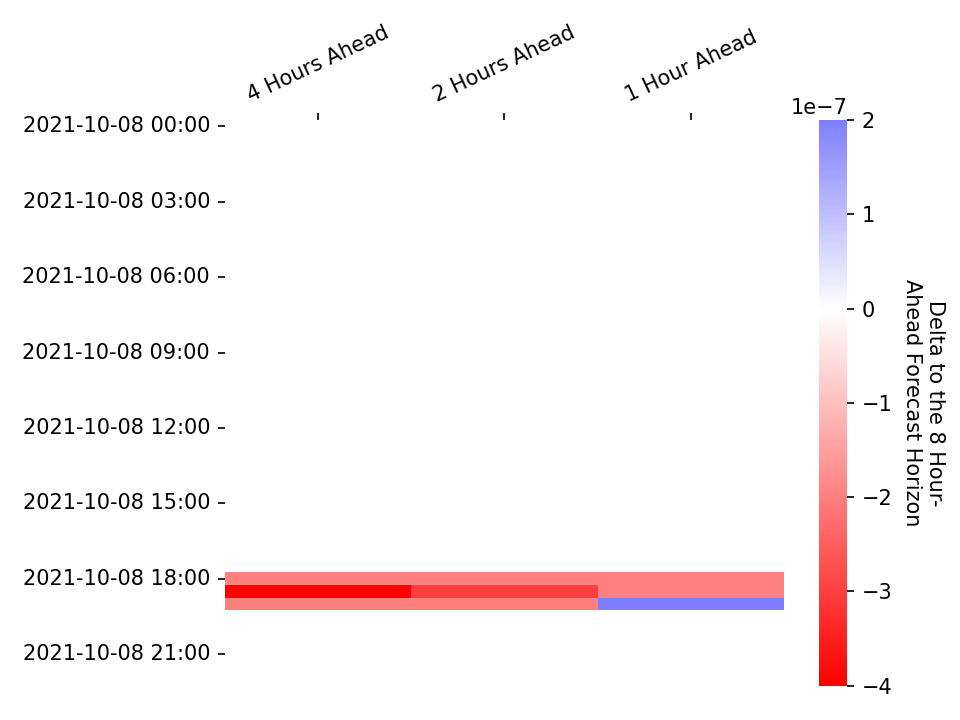 4 Hours Ahead
2 Hours Ahead
1 Hour Ahead
1e−7
2021-10-08 00:00
2021-10-08 03:00
2021-10-08 06:00
2021-10-08 09:00
2021-10-08 12:00
2021-10-08 15:00
2021-10-08 18:00
2021-10-08 21:00
2
1
0
−1
−2
−3
−4
Delta to the 8 Hour-
Ahead Forecast Horizon